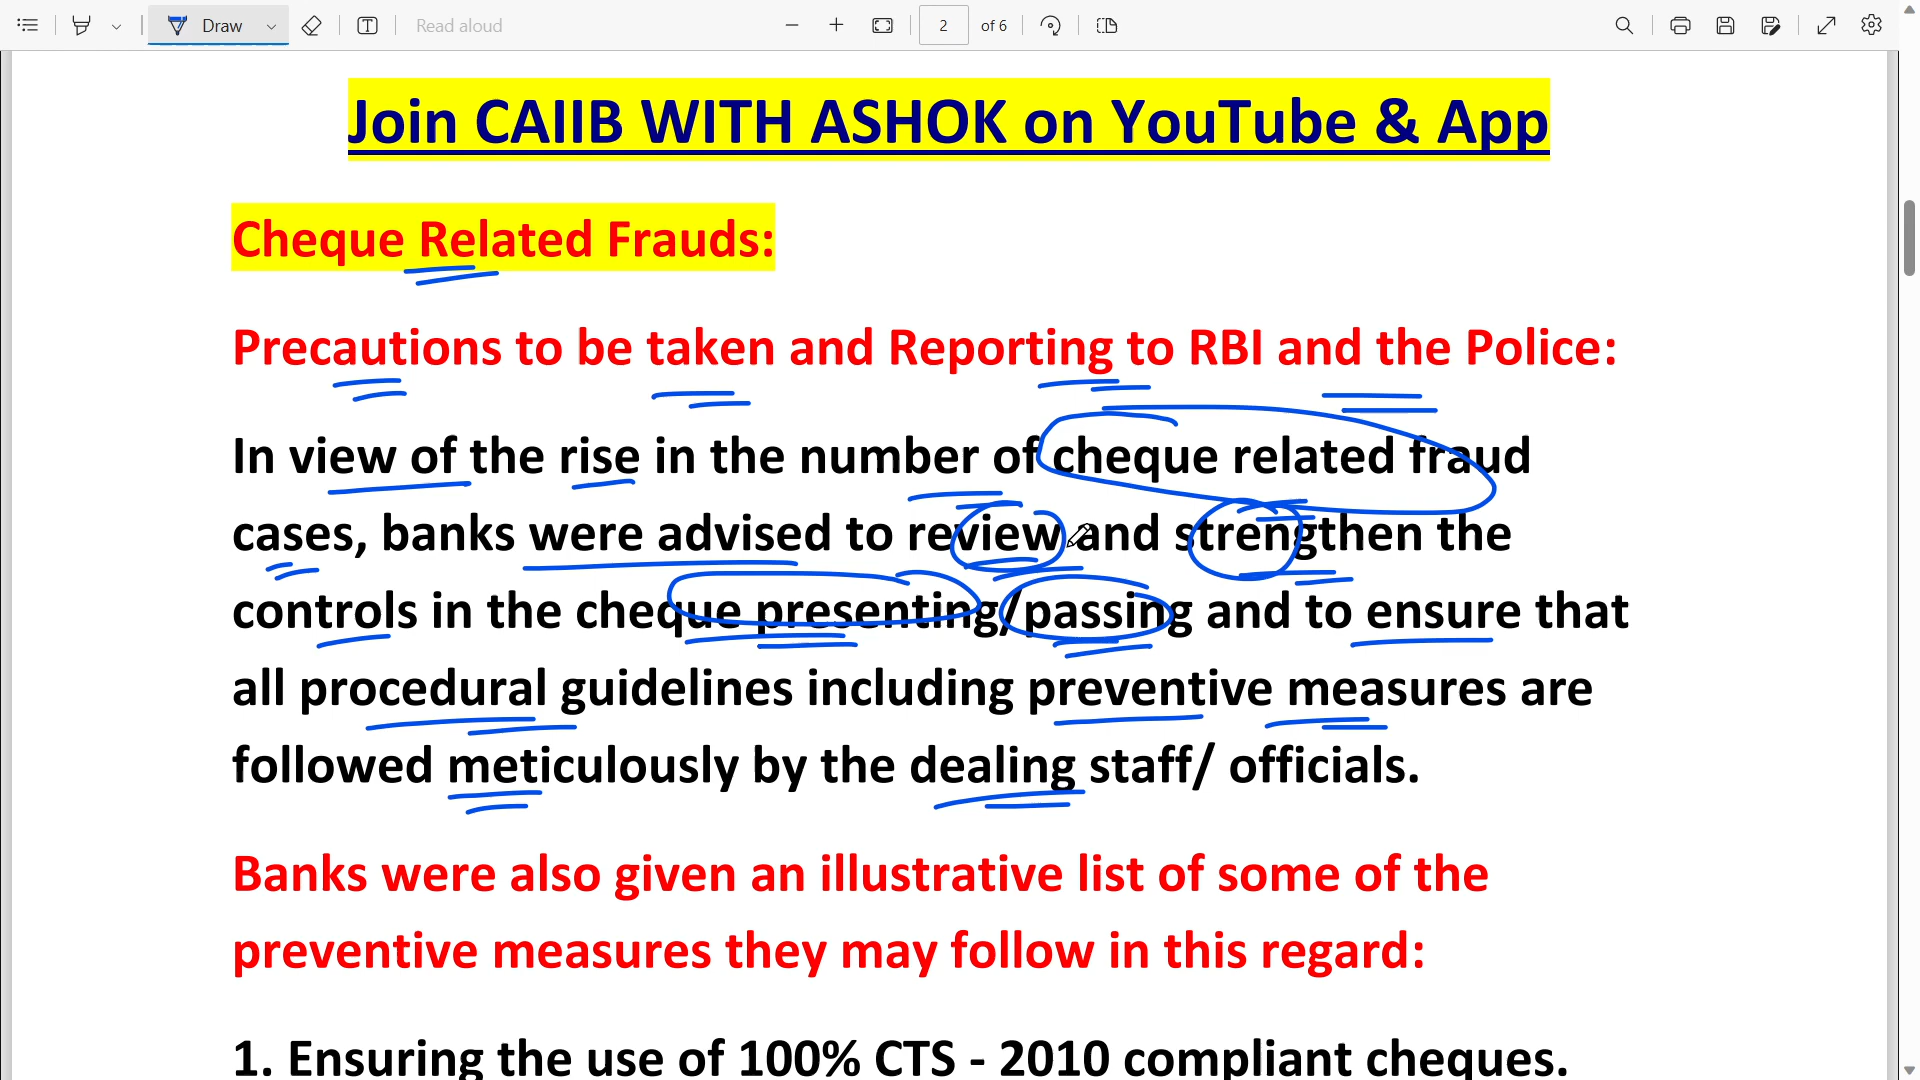 Draw
Read aloud
2 of 6
Join CAIIB WITH ASHOK on YouTube & App
Cheque Related Frauds:
Precautions to be taken and Reporting to RBI and the Police:
In view of the rise in the number of cheque related fraud
cases, banks were advised to review and strengthen the
controls in the cheque presenting/passing and to ensure that
all procedural guidelines including preventive measures are
followed meticulously by the dealing staff/ officials.
Banks were also given an illustrative list of some of the
preventive measures they may follow in this regard:
1. Ensuring the use of 100% CTS - 2010 compliant cheques.